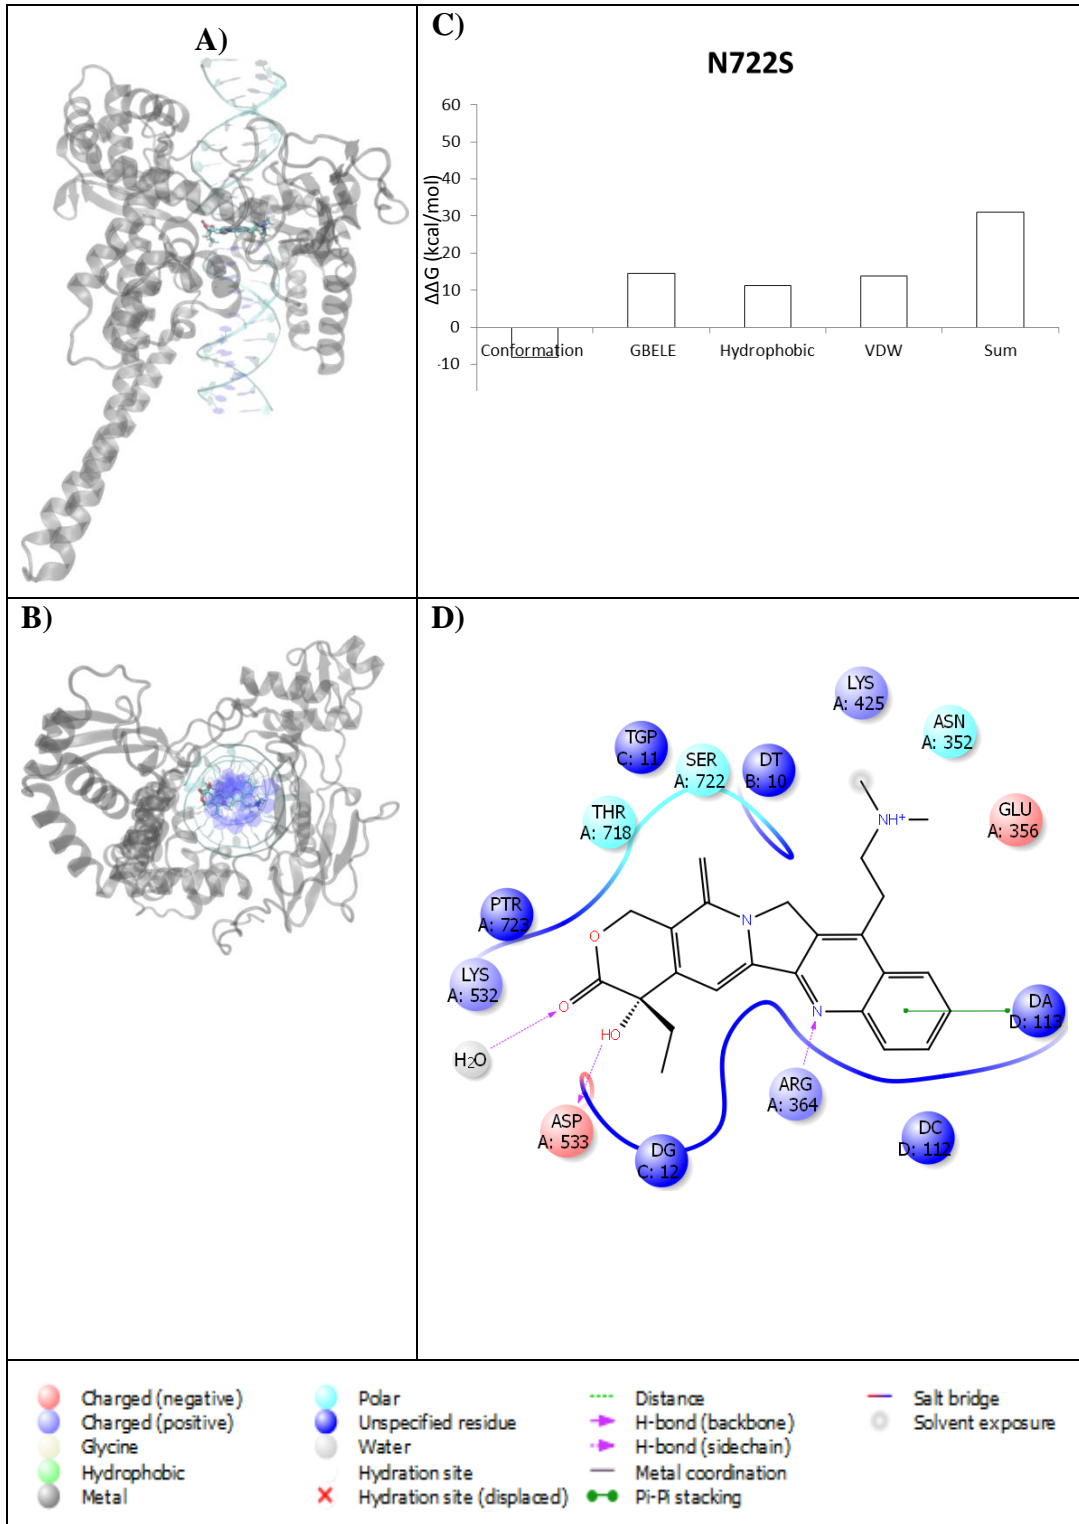 A)
C)
N722S
ΔΔG (kcal/mol)
60
50
40
30
20
10
0
-10
Conformation GBELE Hydrophobic VDW Sum
B)
D)
LYS
A: 425
ASN
A: 352
TGP
C: 11
SER
A: 722
DT
B: 10
THR
A: 718
GLU
A: 356
NH+
PTR
A: 723
N
O
LYS
A: 532
O
N
DA
D: 113
HO
H2O
ARG
A: 364
ASP
A: 533
DC
D: 112
DG
C: 12
Charged (negative) Polar Distance Salt bridge
Charged (positive) Unspecified residue H-bond (backbone) Solvent exposure
Glycine Water H-bond (sidechain)
Hydrophobic Hydration site Metal coordination
Metal Hydration site (displaced) Pi-Pi stacking